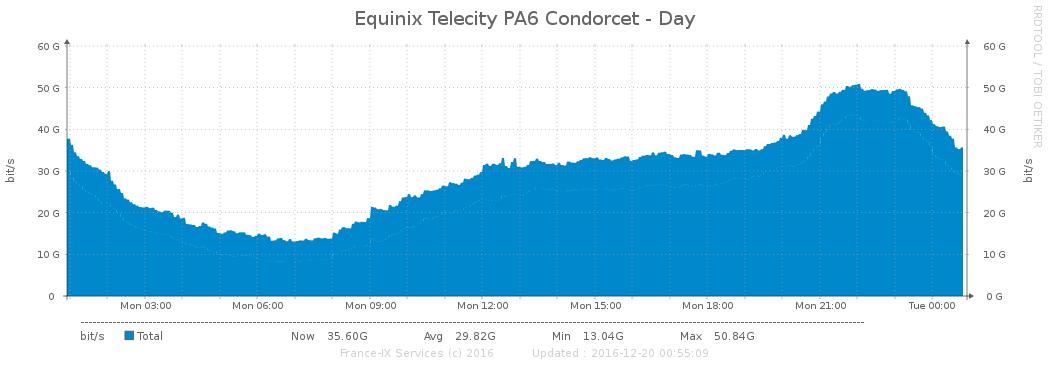 Equinix Telecity PA6 Condorcet - Day
RRDTOOL / TOBI OETIKER
60 G 60 G
50 G 50 G
40 G 40 G
30 G 30 G
20 G 20 G
10 G 10 G
0 0 G
bit/s
bit/s
Mon 03:00 Mon 06:00 Mon 09:00 Mon 12:00 Mon 15:00 Mon 18:00 Mon 21:00 Tue 00:00
bit/s Total Now 35.60G Avg 29.82G Min 13.04G Max 50.84G
France-IX Services (c) 2016 Updated : 2016-12-20 00:55:09